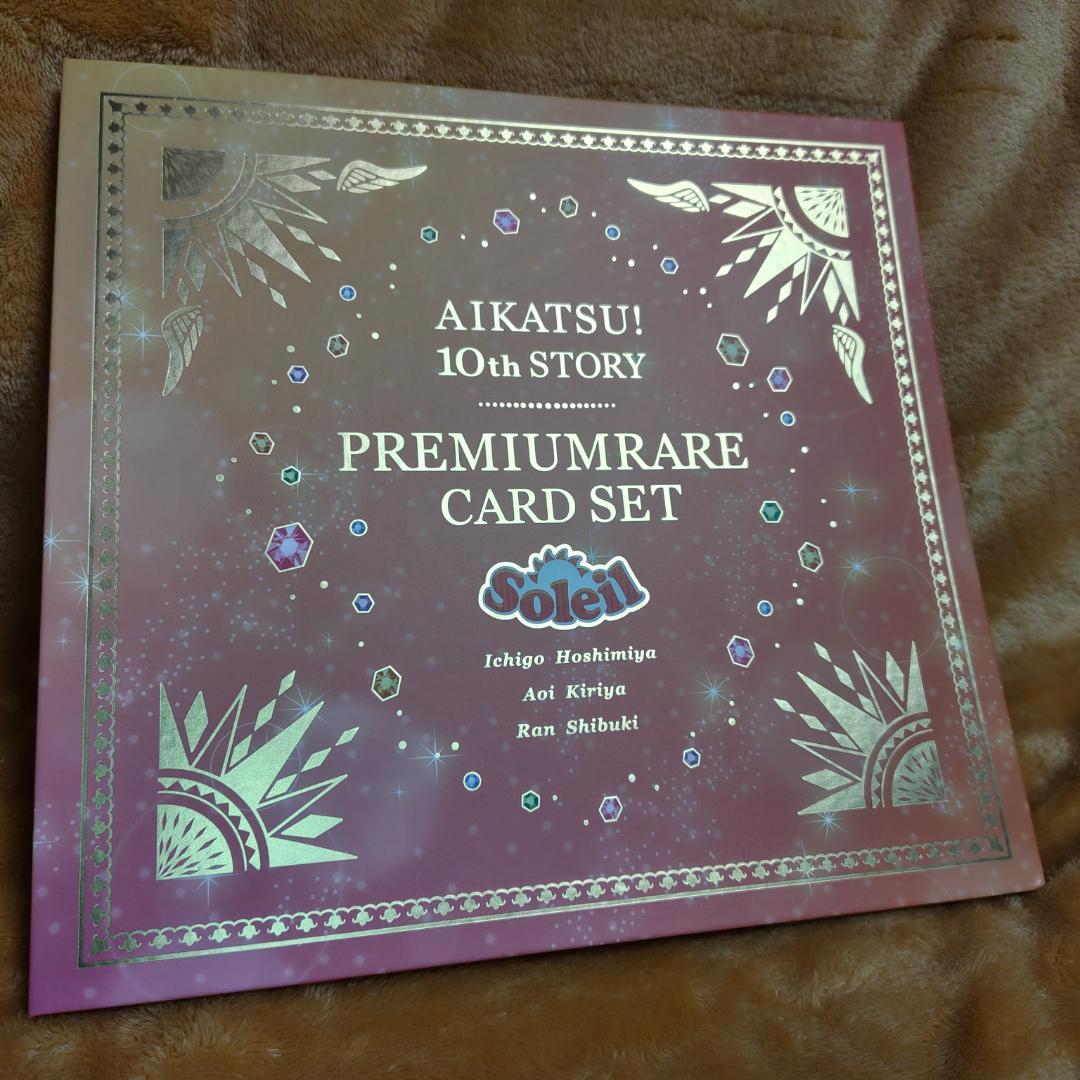 AIKATSU!
10th STORY
PREMIUMRARE
CARD SET
Soleil
Ichigo Hoshimiya
Aoi Kiriya
Ran Shibuki